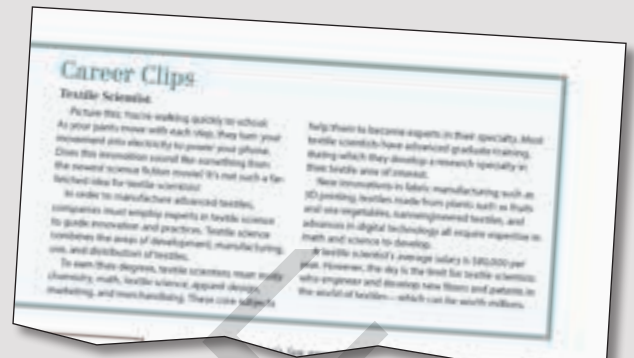 Career Clips
Textile Scientist
Picture this: You're walking quickly to school.
As your pants move with each step, they turn your
movement into electricity to power your phone.
Does this innovation sound like something from
the newest science fiction movie? It's not such a far-
fetched idea for textile scientists!
In order to manufacture advanced textiles,
companies must employ experts in textile science
to guide innovation and practices. Textile science
combines the areas of development, manufacturing,
use, and distribution of textiles.
To earn their degrees, textile scientists must
chemistry, math, textile science, apparel design,
marketing, and merchandising. These core subjects
help them to become experts in their specialty. Most
textile scientists have advanced graduate training,
during which they develop a research specialty in
their textile area of interest.
New innovations in fabric manufacturing such as
3D printing, textiles made from plants such as fruits
and vegetables, nanoengineered textiles, and
advances in digital technology all require expertise in
math and science to develop.
A textile scientist's average salary is per
year. However, the sky is the limit for textile scientists
who engineer and develop new fibers and patents in
the world of textiles—which can be worth millions.